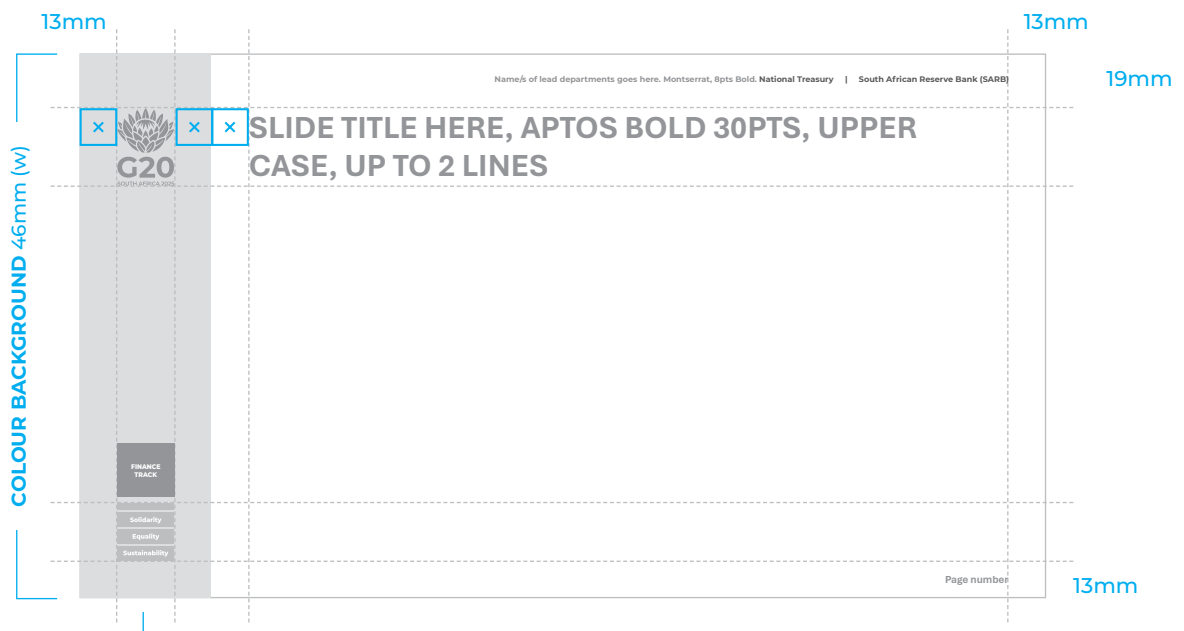 13mm
13mm
Name/s of lead departments goes here. Montserrat, 8pts Bold. National Treasury | South African Reserve Bank (SARB)
19mm
× × × SLIDE TITLE HERE, APTOS BOLD 30PTS, UPPER
CASE, UP TO 2 LINES
G20
SOUTH AFRICA 2025
COLOUR BACKGROUND 46mm (w)
FINANCE
TRACK
Solidarity
Equality
Sustainability
Page number
13mm